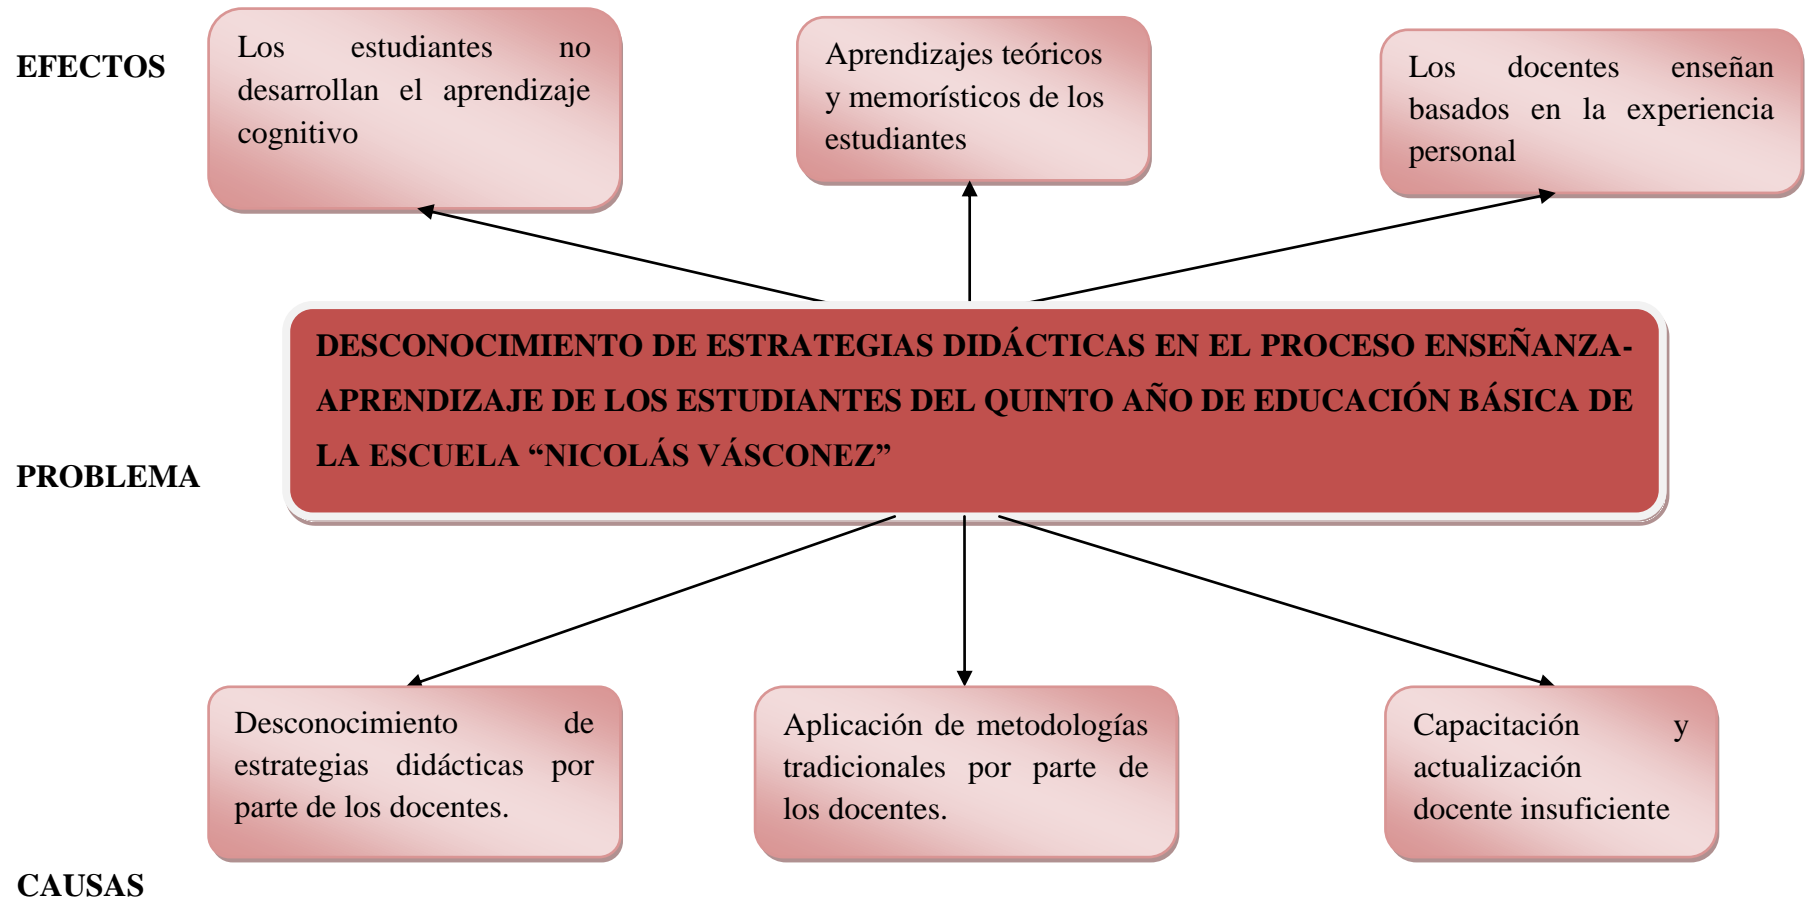 EFECTOS
Los estudiantes no
desarrollan el aprendizaje
cognitivo
Aprendizajes teóricos
y memorísticos de los
estudiantes
Los docentes enseñan
basados en la experiencia
personal
PROBLEMA
DESCONOCIMIENTO DE ESTRATEGIAS DIDÁCTICAS EN EL PROCESO ENSEÑANZA-
APRENDIZAJE DE LOS ESTUDIANTES DEL QUINTO AÑO DE EDUCACIÓN BÁSICA DE
LA ESCUELA “NICOLÁS VÁSCONEZ”
Desconocimiento de
estrategias didácticas por
parte de los docentes.
Aplicación de metodologías
tradicionales por parte de
los docentes.
Capacitación y
actualización
docente insuficiente
CAUSAS